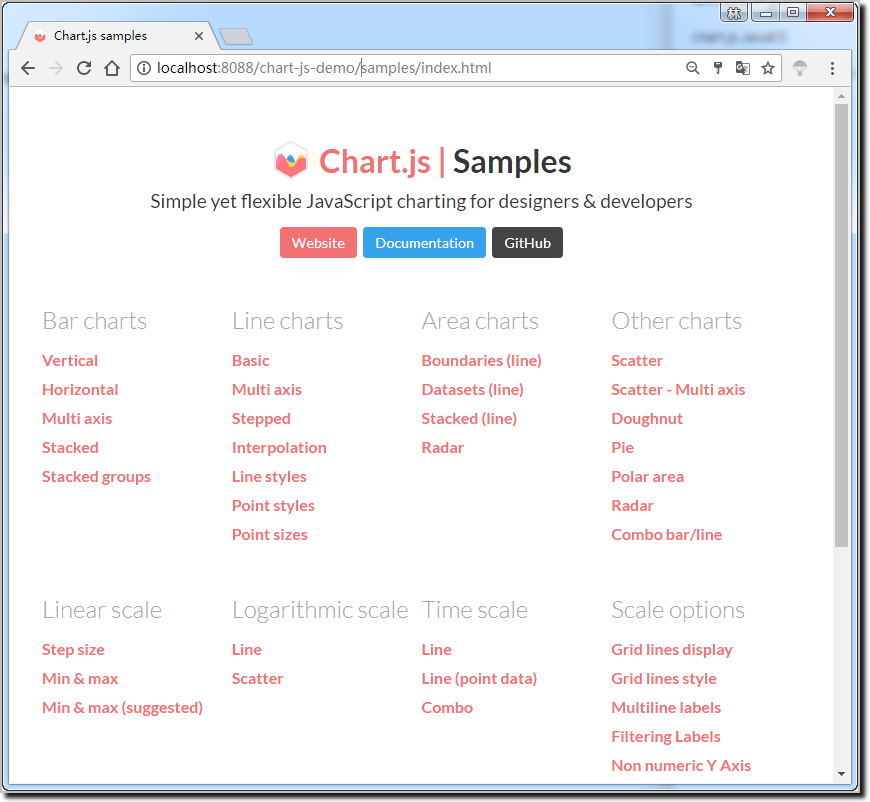 Chart.js samples
localhost:8088/chart-js-demo/samples/index.html
Chart.js | Samples
Simple yet flexible JavaScript charting for designers & developers
Website Documentation GitHub
Bar charts
Vertical
Horizontal
Multi axis
Stacked
Stacked groups
Line charts
Basic
Multi axis
Stepped
Interpolation
Line styles
Point styles
Point sizes
Area charts
Boundaries (line)
Datasets (line)
Stacked (line)
Radar
Other charts
Scatter
Scatter - Multi axis
Doughnut
Pie
Polar area
Radar
Combo bar/line
Linear scale
Step size
Min & max
Min & max (suggested)
Logarithmic scale
Line
Scatter
Time scale
Line
Line (point data)
Combo
Scale options
Grid lines display
Grid lines style
Multiline labels
Filtering Labels
Non numeric Y Axis